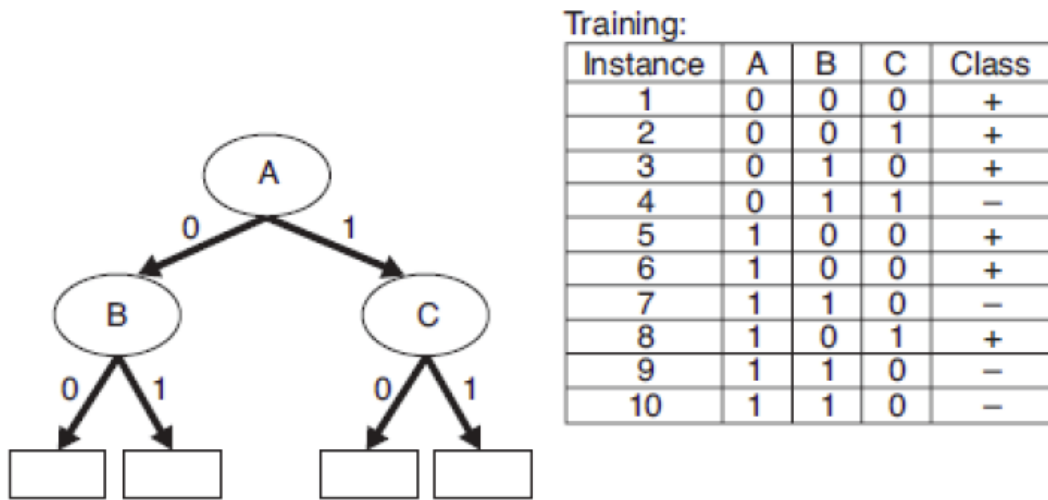 Training:
Instance A B C Class
1 0 0 0 +
2 0 0 1 +
3 0 1 0 +
4 0 1 1 –
5 1 0 0 +
6 1 0 0 +
7 1 1 0 –
8 1 0 1 +
9 1 1 0 –
10 1 1 0 –
A
0 1
B C
0 1 0 1